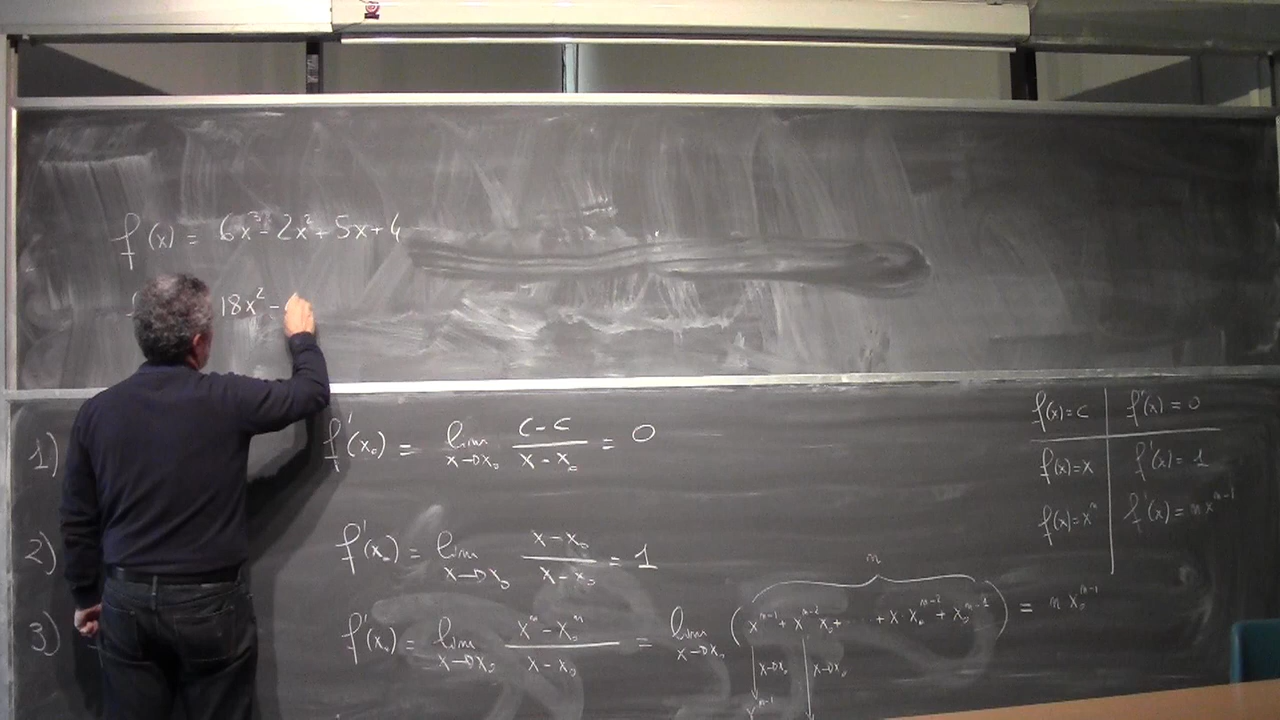 f(x) = 6x³ - 2x² + 5x + 4
18x² -
1) f'(x₀) = lim x→x₀ (c - c)/(x - x₀) = 0
2) f'(x₀) = lim x→x₀ (x - x₀)/(x - x₀) = 1
3) f'(x₀) = lim x→x₀ (xⁿ - x₀ⁿ)/(x - x₀) = lim x→x₀ (xⁿ⁻¹ + xⁿ⁻² x₀ + ..... + x · x₀ⁿ⁻² + x₀ⁿ⁻¹) = n x₀ⁿ⁻¹
n
x→x₀ x→x₀
xⁿ⁻¹
f(x) = c f'(x) = 0
f(x) = x f'(x) = 1
f(x) = xⁿ f'(x) = n xⁿ⁻¹